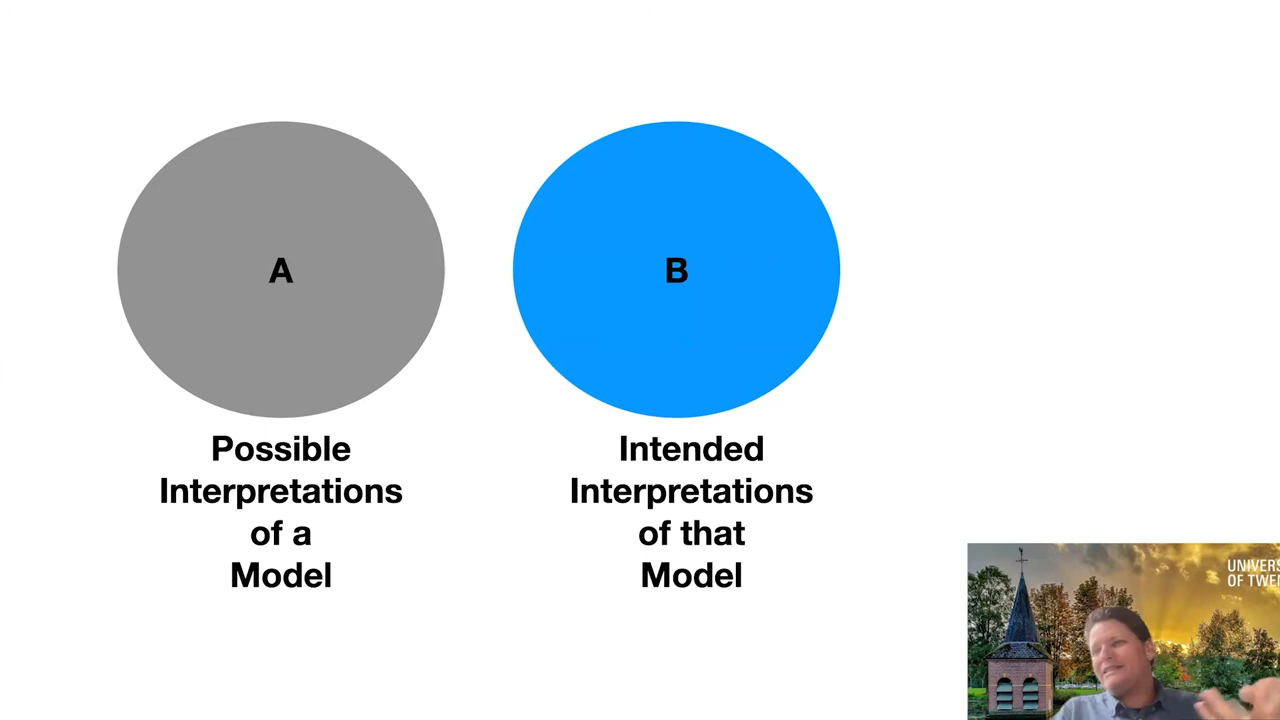 A
B
Possible
Interpretations
of a
Model
Intended
Interpretations
of that
Model